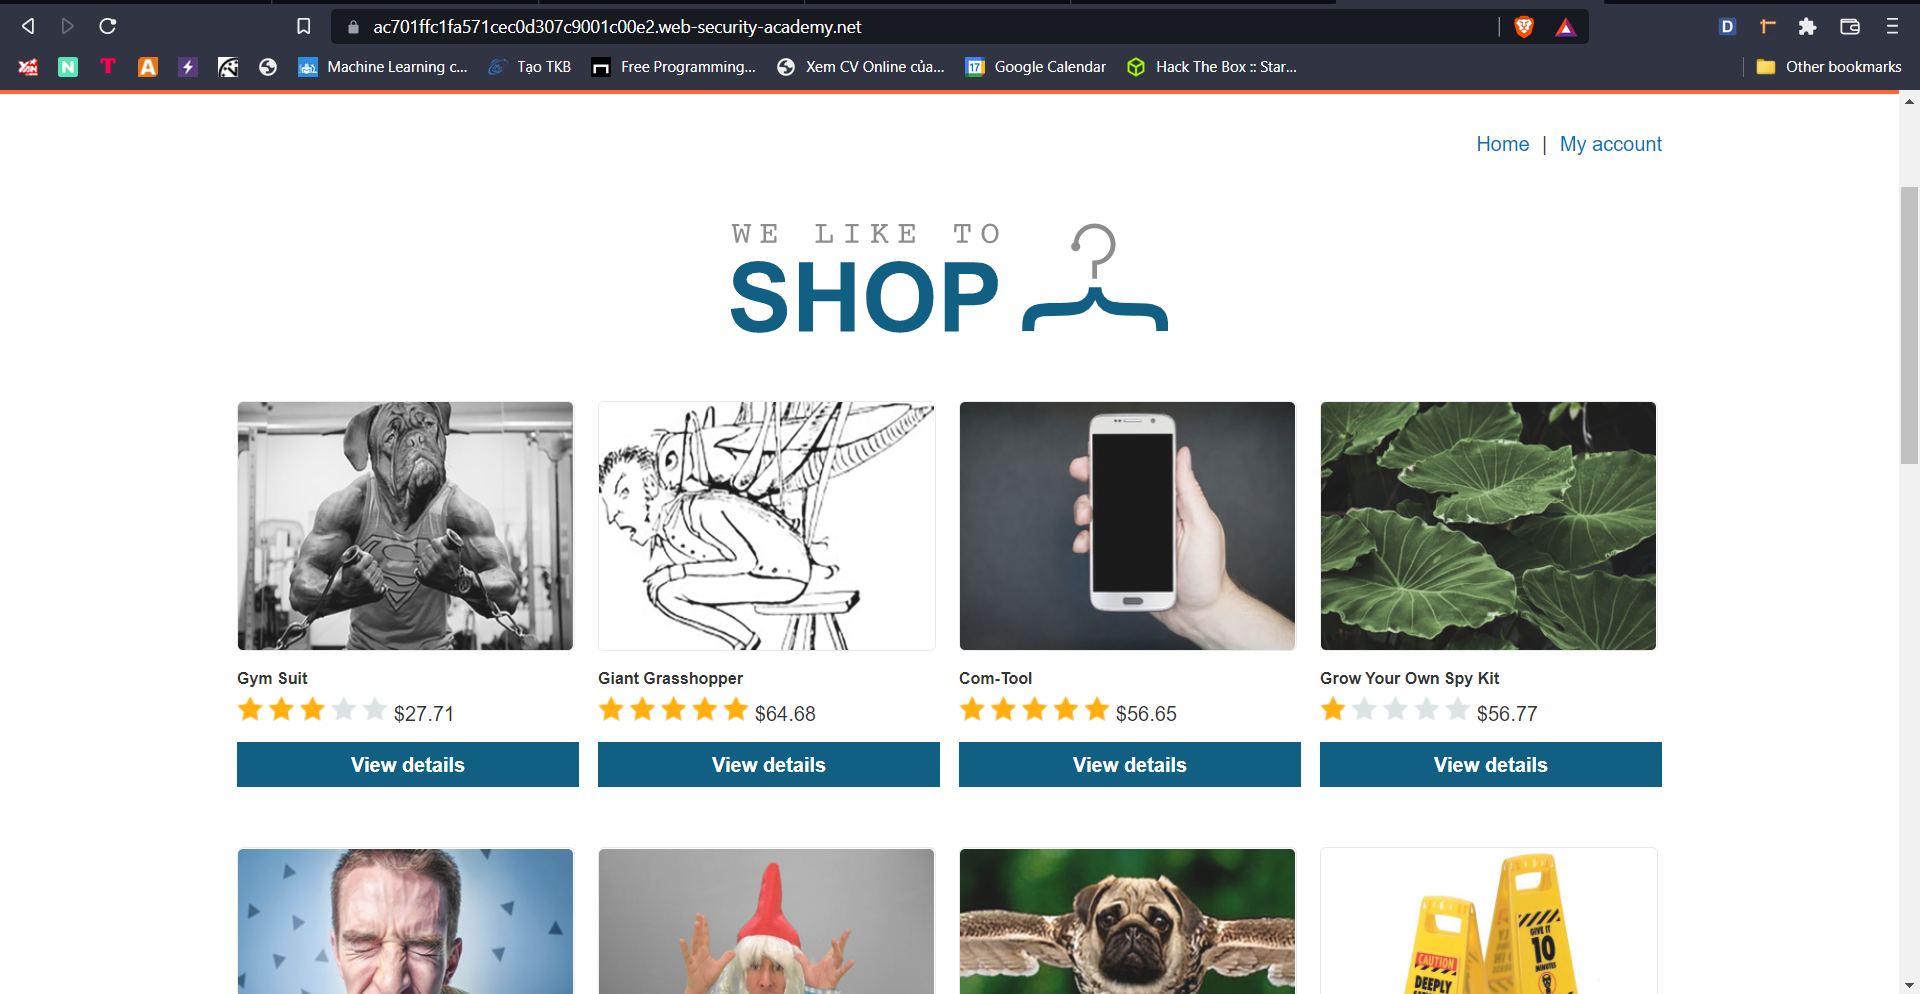 ac701ffc1fa571cec0d307c9001c00e2.web-security-academy.net
Machine Learning c... Tạo TKB Free Programming... Xem CV Online của... 17 Google Calendar Hack The Box :: Star... Other bookmarks
Home | My account
WE LIKE TO
SHOP
Gym Suit
$27.71
View details
Giant Grasshopper
$64.68
View details
Com-Tool
$56.65
View details
Grow Your Own Spy Kit
$56.77
View details
GIVE IT
10
MINUTES
CAUTION
DEEPLY